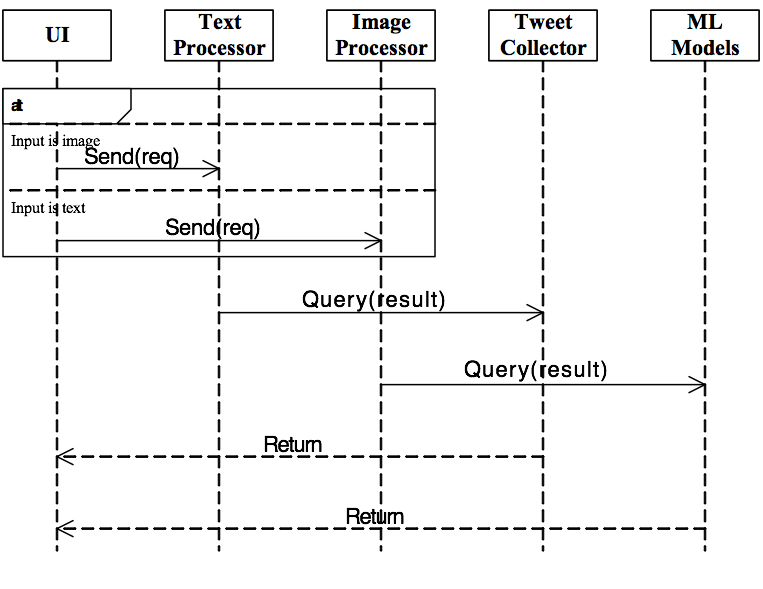 UI
Text
Processor
Image
Processor
Tweet
Collector
ML
Models
alt
Input is image
Send(req)
Input is text
Send(req)
Query(result)
Query(result)
Return
Return